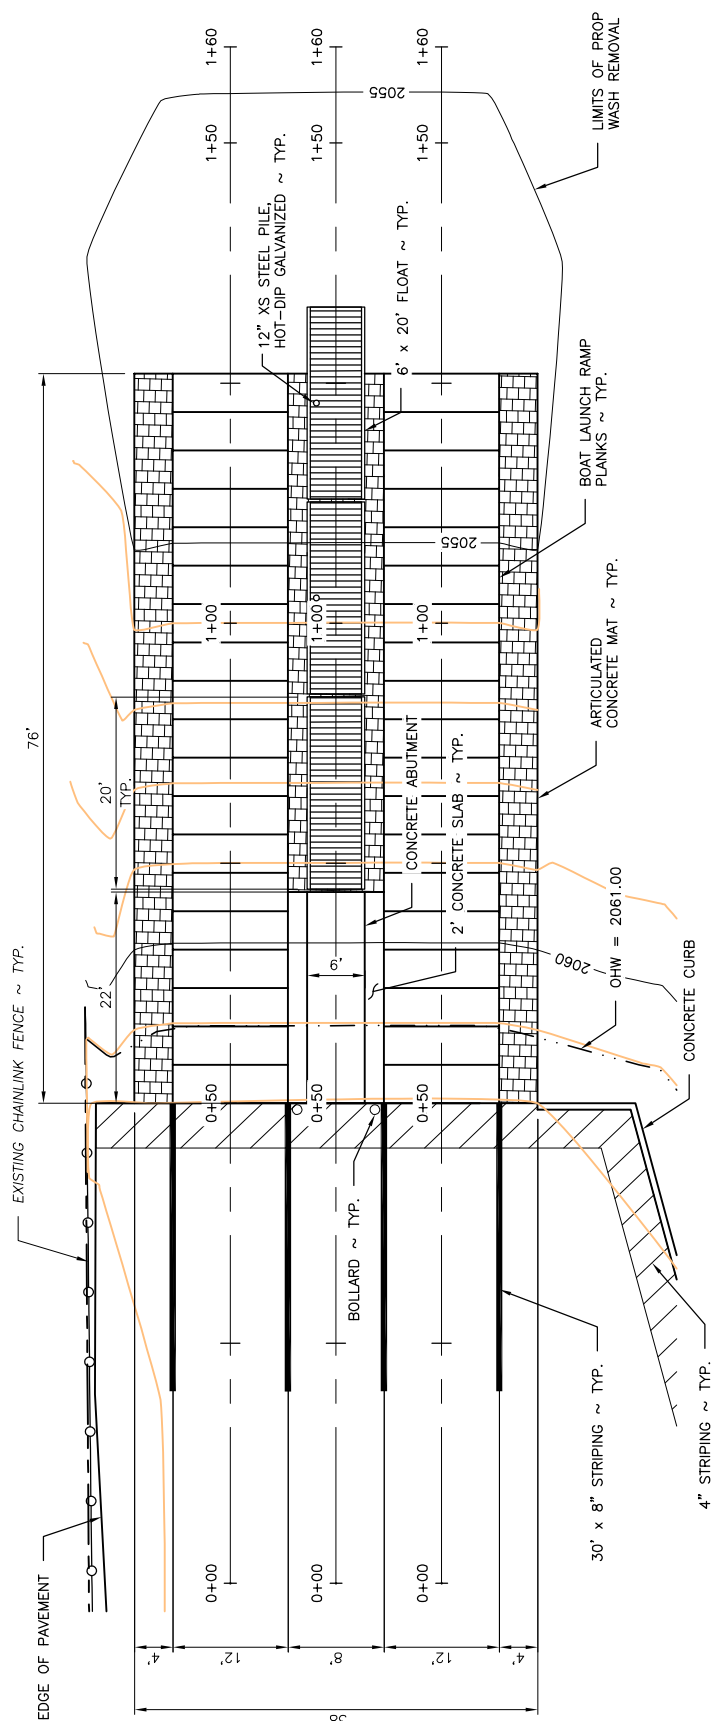 1+60
1+60
1+60
LIMITS OF PROP
WASH REMOVAL
2055
1+50
1+50
1+50
12" XS STEEL PILE,
HOT-DIP GALVANIZED ~ TYP.
6' x 20' FLOAT ~ TYP.
BOAT LAUNCH RAMP
PLANKS ~ TYP.
76'
2055
1+00
1+00
1+00
ARTICULATED
CONCRETE MAT ~ TYP.
20'
TYP.
CONCRETE ABUTMENT
2' CONCRETE SLAB ~ TYP.
22'
6'
2060
OHW = 2061.00
CONCRETE CURB
EXISTING CHAINLINK FENCE ~ TYP.
0+50
0+50
0+50
BOLLARD ~ TYP.
30' x 8" STRIPING ~ TYP.
4" STRIPING ~ TYP.
EDGE OF PAVEMENT
0+00
0+00
0+00
4'
12'
8'
12'
4'